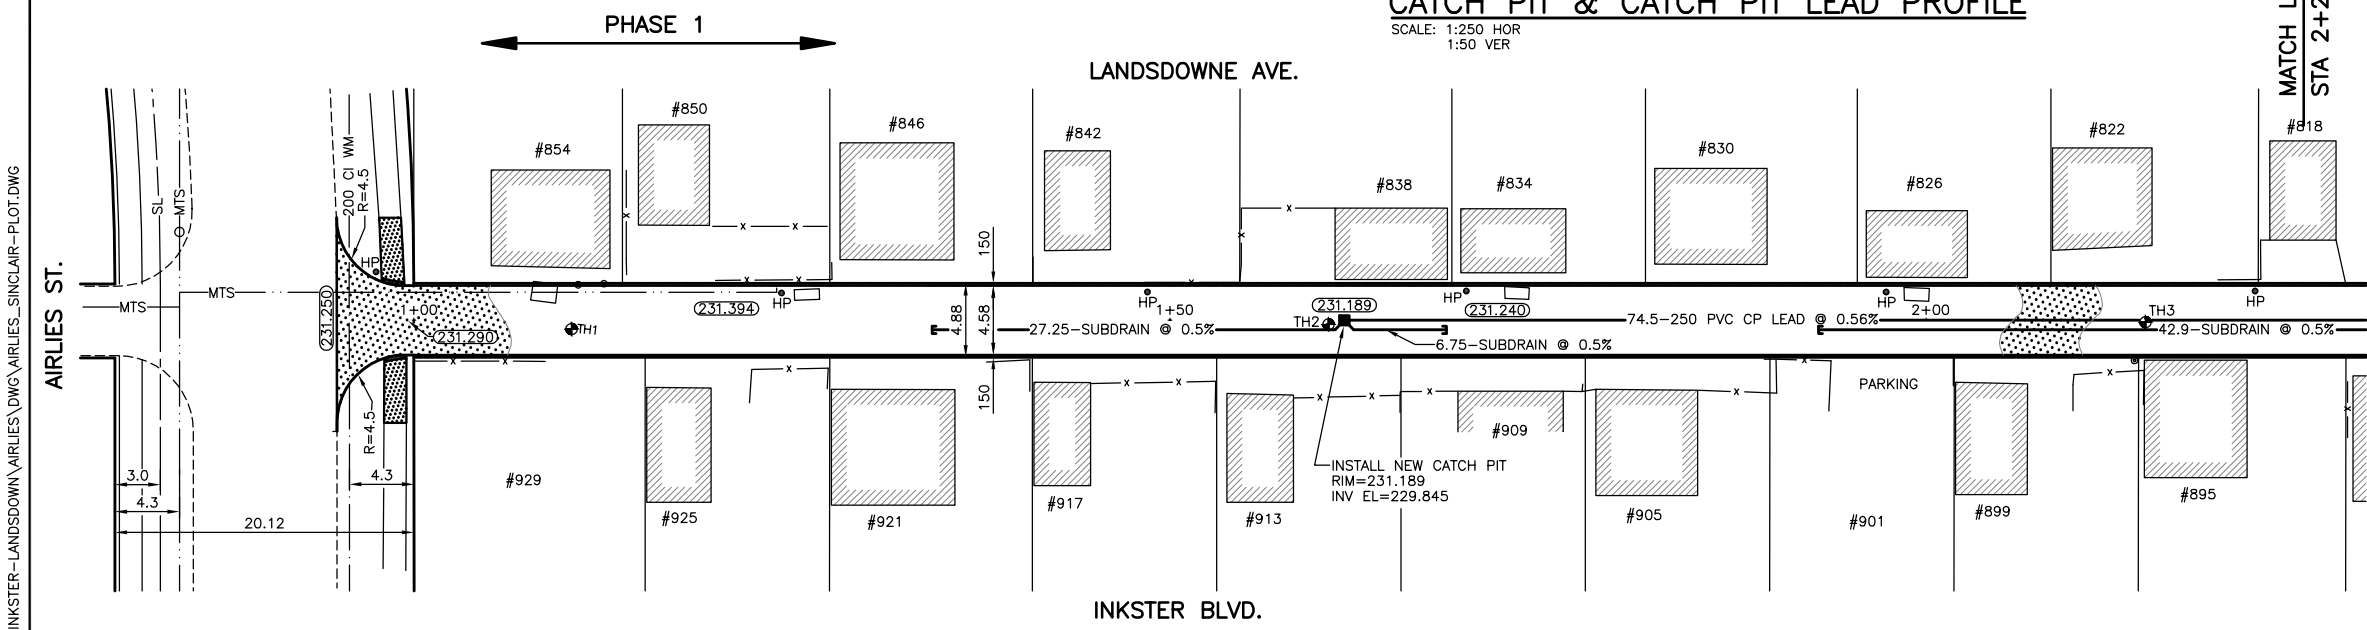 CATCH PIT & CATCH PIT LEAD PROFILE
SCALE: 1:250 HOR
1:50 VER
PHASE 1
LANDSDOWNE AVE.
MATCH L
STA 2+2
#854
#850
#846
#842
#838
#834
#830
#826
#822
#818
SL
MTS
200 CI WM
R=4.5
HP
AIRLIES ST.
MTS
MTS
231.250
1+00
231.290
TH1
231.394
HP
150
4.88
4.58
150
27.25-SUBDRAIN @ 0.5%
HP
1+50
TH2
231.189
HP
231.240
6.75-SUBDRAIN @ 0.5%
74.5-250 PVC CP LEAD @ 0.56%
HP
2+00
TH3
HP
42.9-SUBDRAIN @ 0.5%
PARKING
R=4.5
3.0
4.3
4.3
20.12
#929
#925
#921
#917
#913
INSTALL NEW CATCH PIT
RIM=231.189
INV EL=229.845
#909
#905
#901
#899
#895
INKSTER BLVD.
INKSTER-LANDSDOWN\AIRLIES\DWG\AIRLIES_SINCLAIR-PLOT.DWG